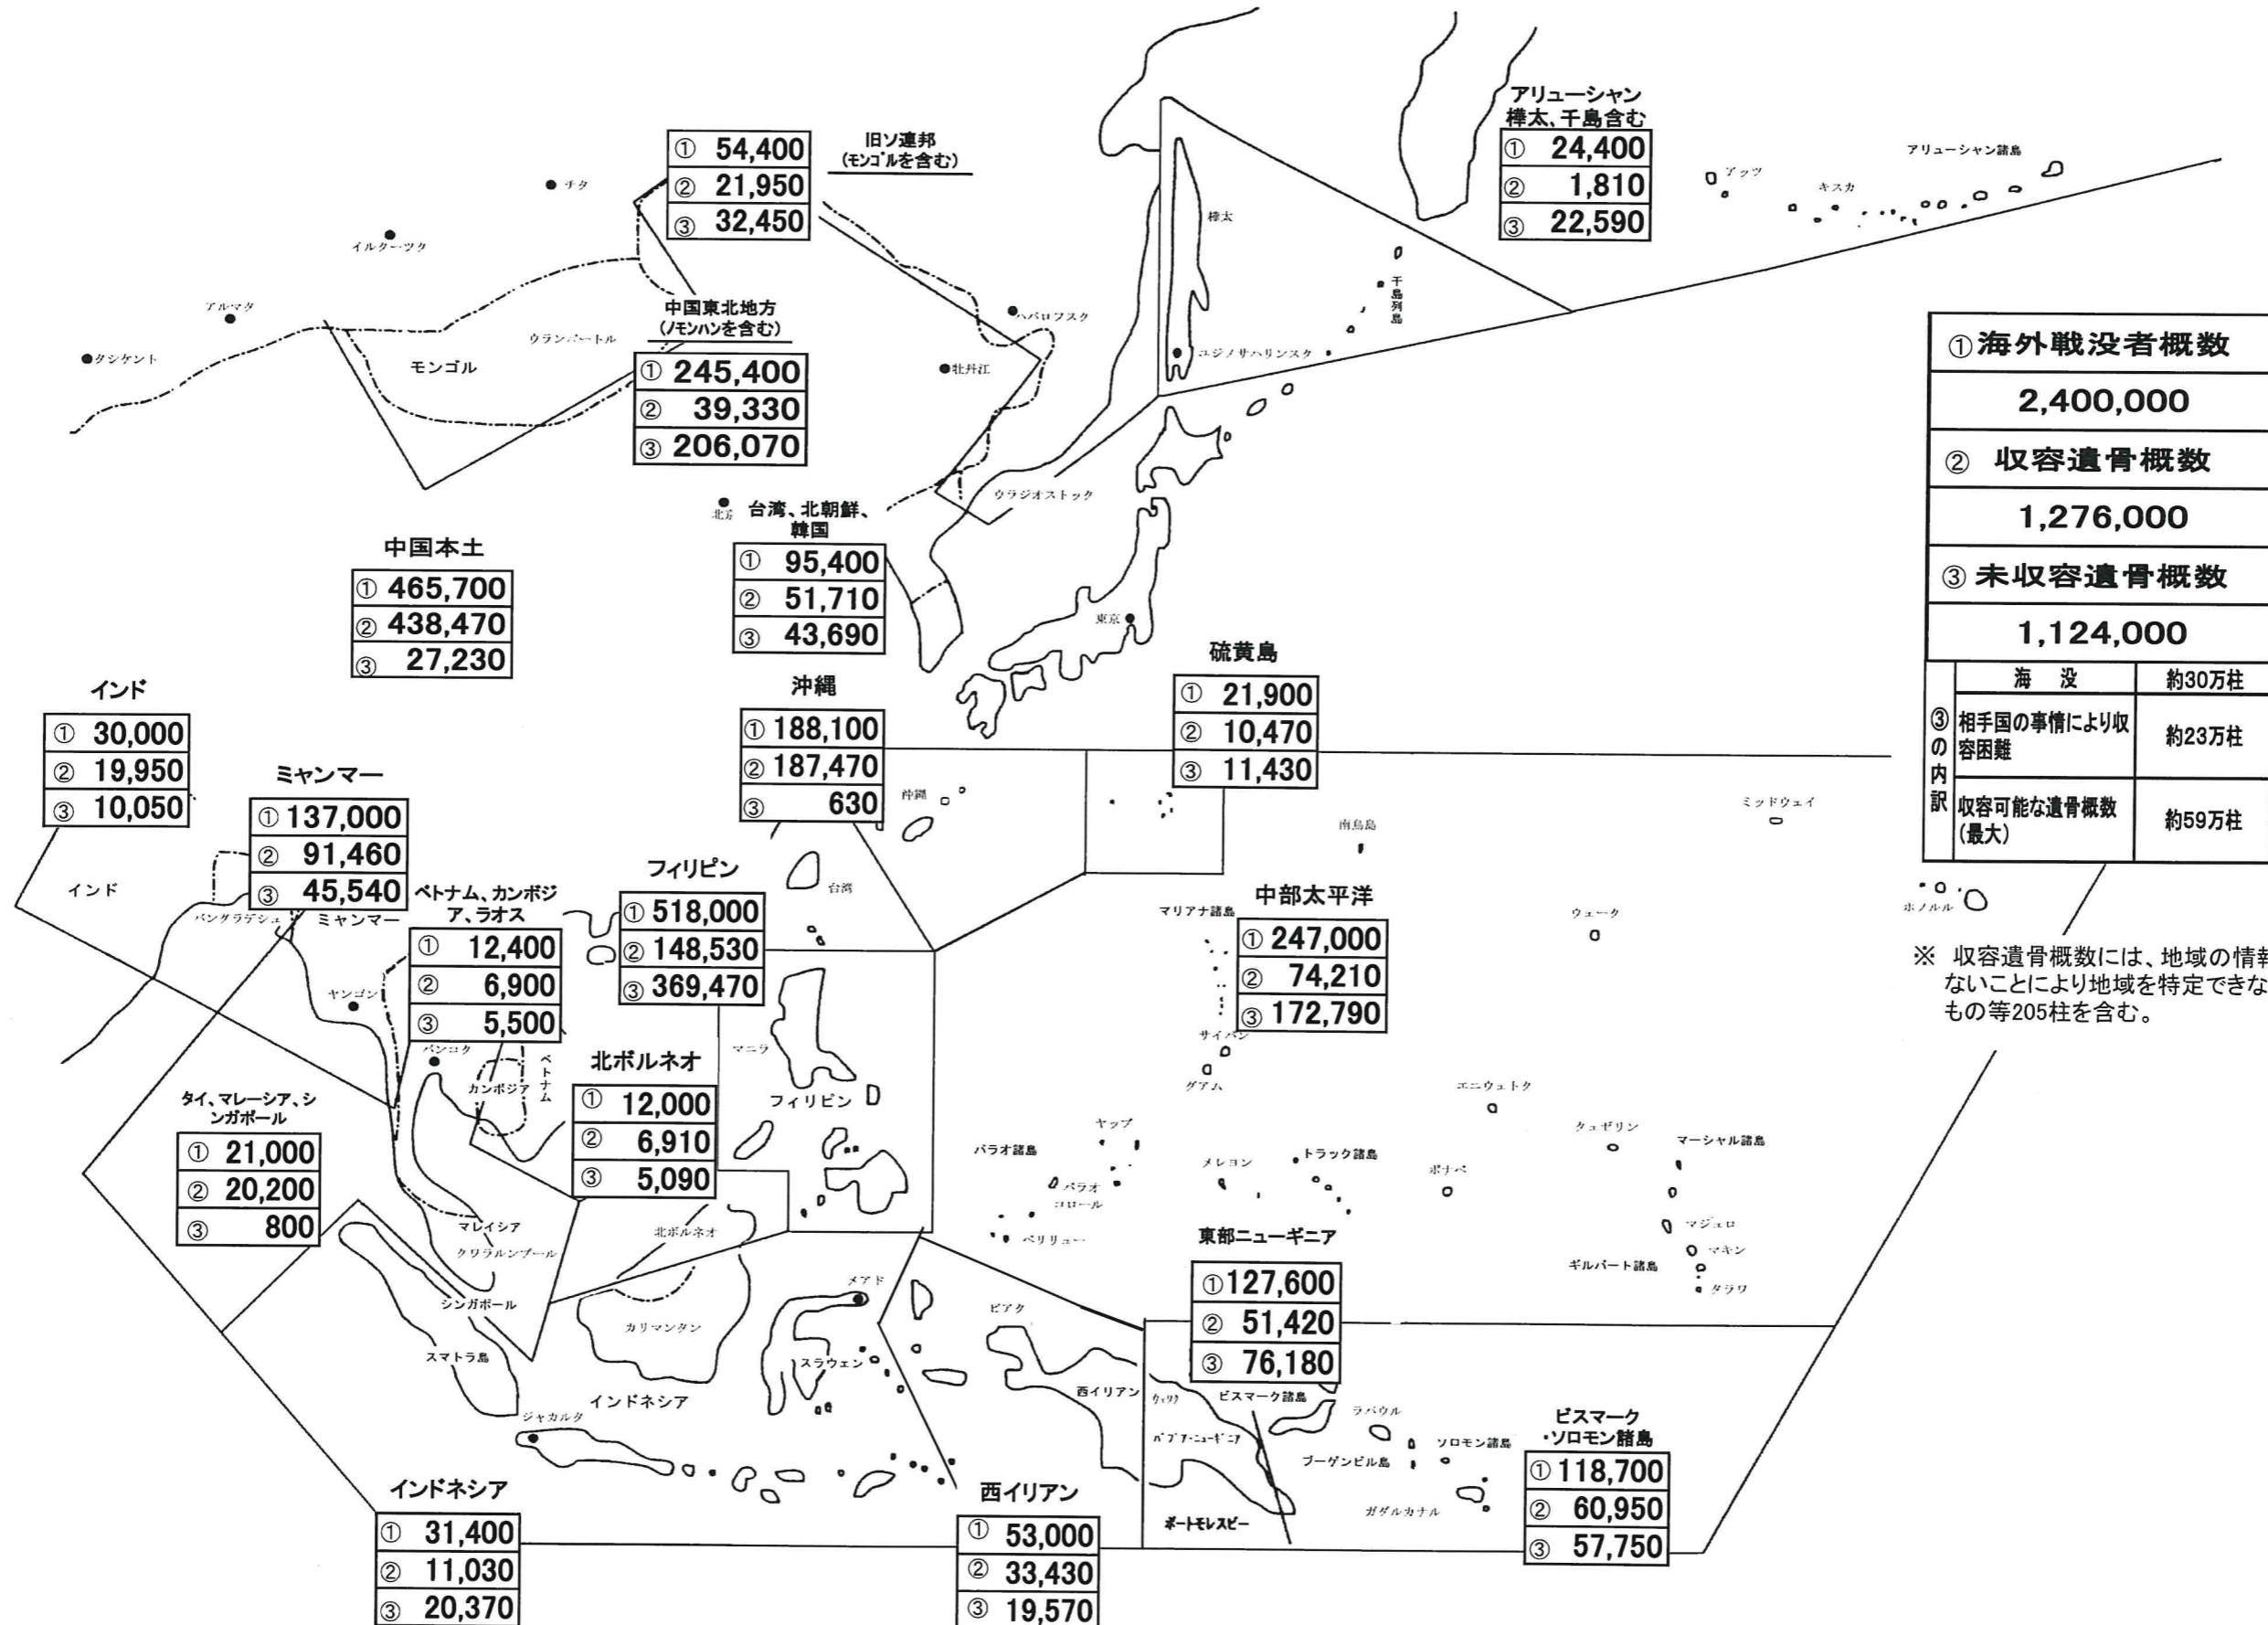 アリューシャン
樺太、千島含む
① 24,400
② 1,810
③ 22,590
アリューシャン諸島
アッツ
キスカ
旧ソ連邦
(モンゴルを含む)
① 54,400
② 21,950
③ 32,450
チタ
イルクーツク
アルマタ
タシケント
モンゴル
ウランバートル
樺太
千島列島
ユジノサハリンスク
ハバロフスク
牡丹江
ウラジオストック
中国東北地方
(ノモンハンを含む)
① 245,400
② 39,330
③ 206,070
①海外戦没者概数
2,400,000
② 収容遺骨概数
1,276,000
③ 未収容遺骨概数
1,124,000
③の内訳
海 没 約30万柱
相手国の事情により収
容困難
約23万柱
収容可能な遺骨概数
(最大)
約59万柱
※ 収容遺骨概数には、地域の情報
ないことにより地域を特定できな
もの等205柱を含む。
台湾、北朝鮮、
韓国
① 95,400
② 51,710
③ 43,690
中国本土
① 465,700
② 438,470
③ 27,230
東京
硫黄島
① 21,900
② 10,470
③ 11,430
沖縄
① 188,100
② 187,470
③ 630
沖縄
台湾
南鳥島
ミッドウェイ
ホノルル
ウェーク
インド
① 30,000
② 19,950
③ 10,050
インド
バングラデシュ
ミャンマー
① 137,000
② 91,460
③ 45,540
ミャンマー
ヤンゴン
ベトナム、カンボジ
ア、ラオス
① 12,400
② 6,900
③ 5,500
バンコク
カンボジア
ベトナム
フィリピン
① 518,000
② 148,530
③ 369,470
マニラ
フィリピン
中部太平洋
① 247,000
② 74,210
③ 172,790
マリアナ諸島
サイパン
グアム
エニウェトク
クェゼリン
マーシャル諸島
ヤップ
パラオ諸島
パラオ
コロール
ペリリュー
メレヨン
トラック諸島
ポナペ
マジュロ
マキン
ギルバート諸島
タラワ
北ボルネオ
① 12,000
② 6,910
③ 5,090
北ボルネオ
タイ、マレーシア、シ
ンガポール
① 21,000
② 20,200
③ 800
マレイシア
クワラルンプール
シンガポール
スマトラ島
カリマンタン
メナド
インドネシア
ジャカルタ
ビアク
西イリアン
東部ニューギニア
①127,600
② 51,420
③ 76,180
パプア・ニューギニア
ビスマーク諸島
ラバウル
ソロモン諸島
ブーゲンビル島
ガダルカナル
ポートモレスビー
ビスマーク
・ソロモン諸島
① 118,700
② 60,950
③ 57,750
インドネシア
① 31,400
② 11,030
③ 20,370
西イリアン
① 53,000
② 33,430
③ 19,570